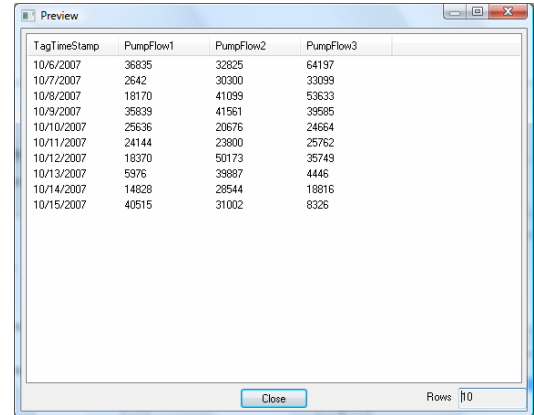 Preview
TagTimeStamp PumpFlow1 PumpFlow2 PumpFlow3
10/6/2007 36835 32825 64197
10/7/2007 2642 30300 33099
10/8/2007 18170 41099 53633
10/9/2007 35839 41561 39585
10/10/2007 25636 20676 24664
10/11/2007 24144 23800 25762
10/12/2007 18370 50173 35749
10/13/2007 5976 39887 4446
10/14/2007 14828 28544 18816
10/15/2007 40515 31002 8326
Close Rows 10